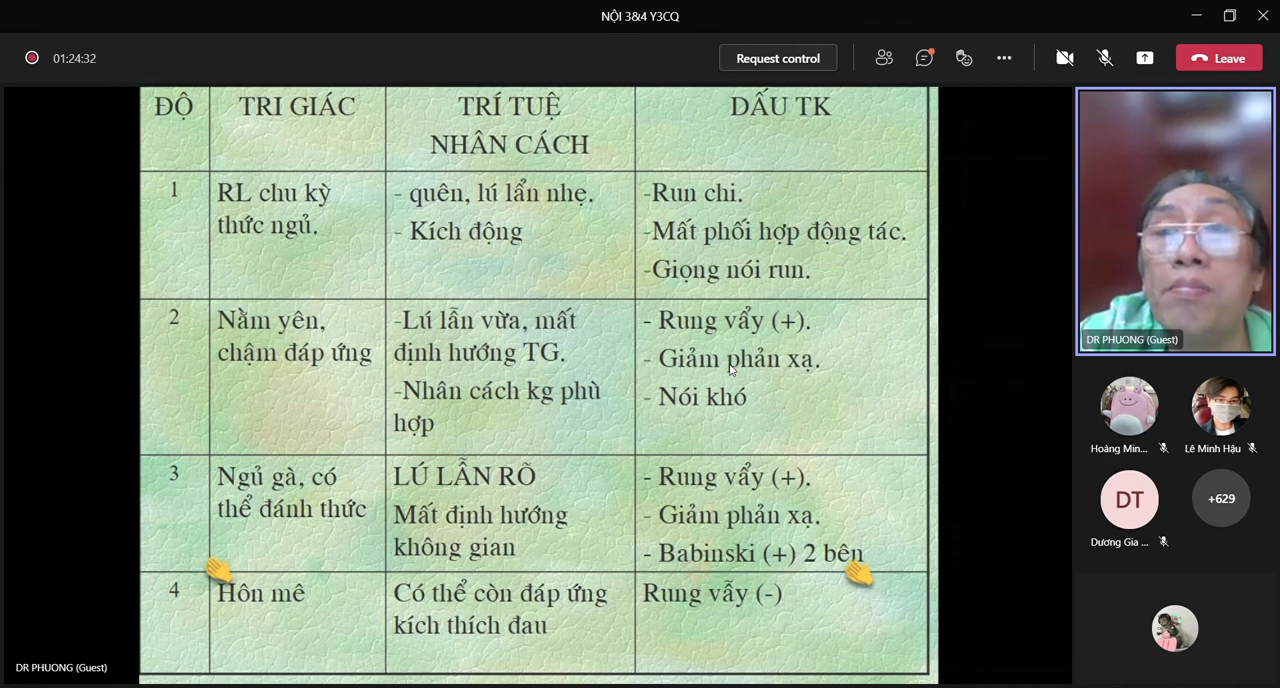 NỘI 3&4 Y3CQ
01:24:32
Request control
Leave
ĐỘ
TRI GIÁC
TRÍ TUỆ
NHÂN CÁCH
DẤU TK
1
RL chu kỳ
thức ngủ.
- quên, lú lẩn nhẹ.
- Kích động
-Run chi.
-Mất phối hợp động tác.
-Giọng nói run.
2
Nằm yên,
chậm đáp ứng
-Lú lẫn vừa, mất
định hướng TG.
-Nhân cách kg phù
hợp
- Rung vẩy (+).
- Giảm phản xạ.
- Nói khó
3
Ngủ gà, có
thể đánh thức
LÚ LẪN RÕ
Mất định hướng
không gian
- Rung vẩy (+).
- Giảm phản xạ.
- Babinski (+) 2 bên
4
Hôn mê
Có thể còn đáp ứng
kích thích đau
Rung vẫy (-)
DR PHUONG (Guest)
DR PHUONG (Guest)
Hoàng Min...
Lê Minh Hậu
DT
+629
Dương Gia ...